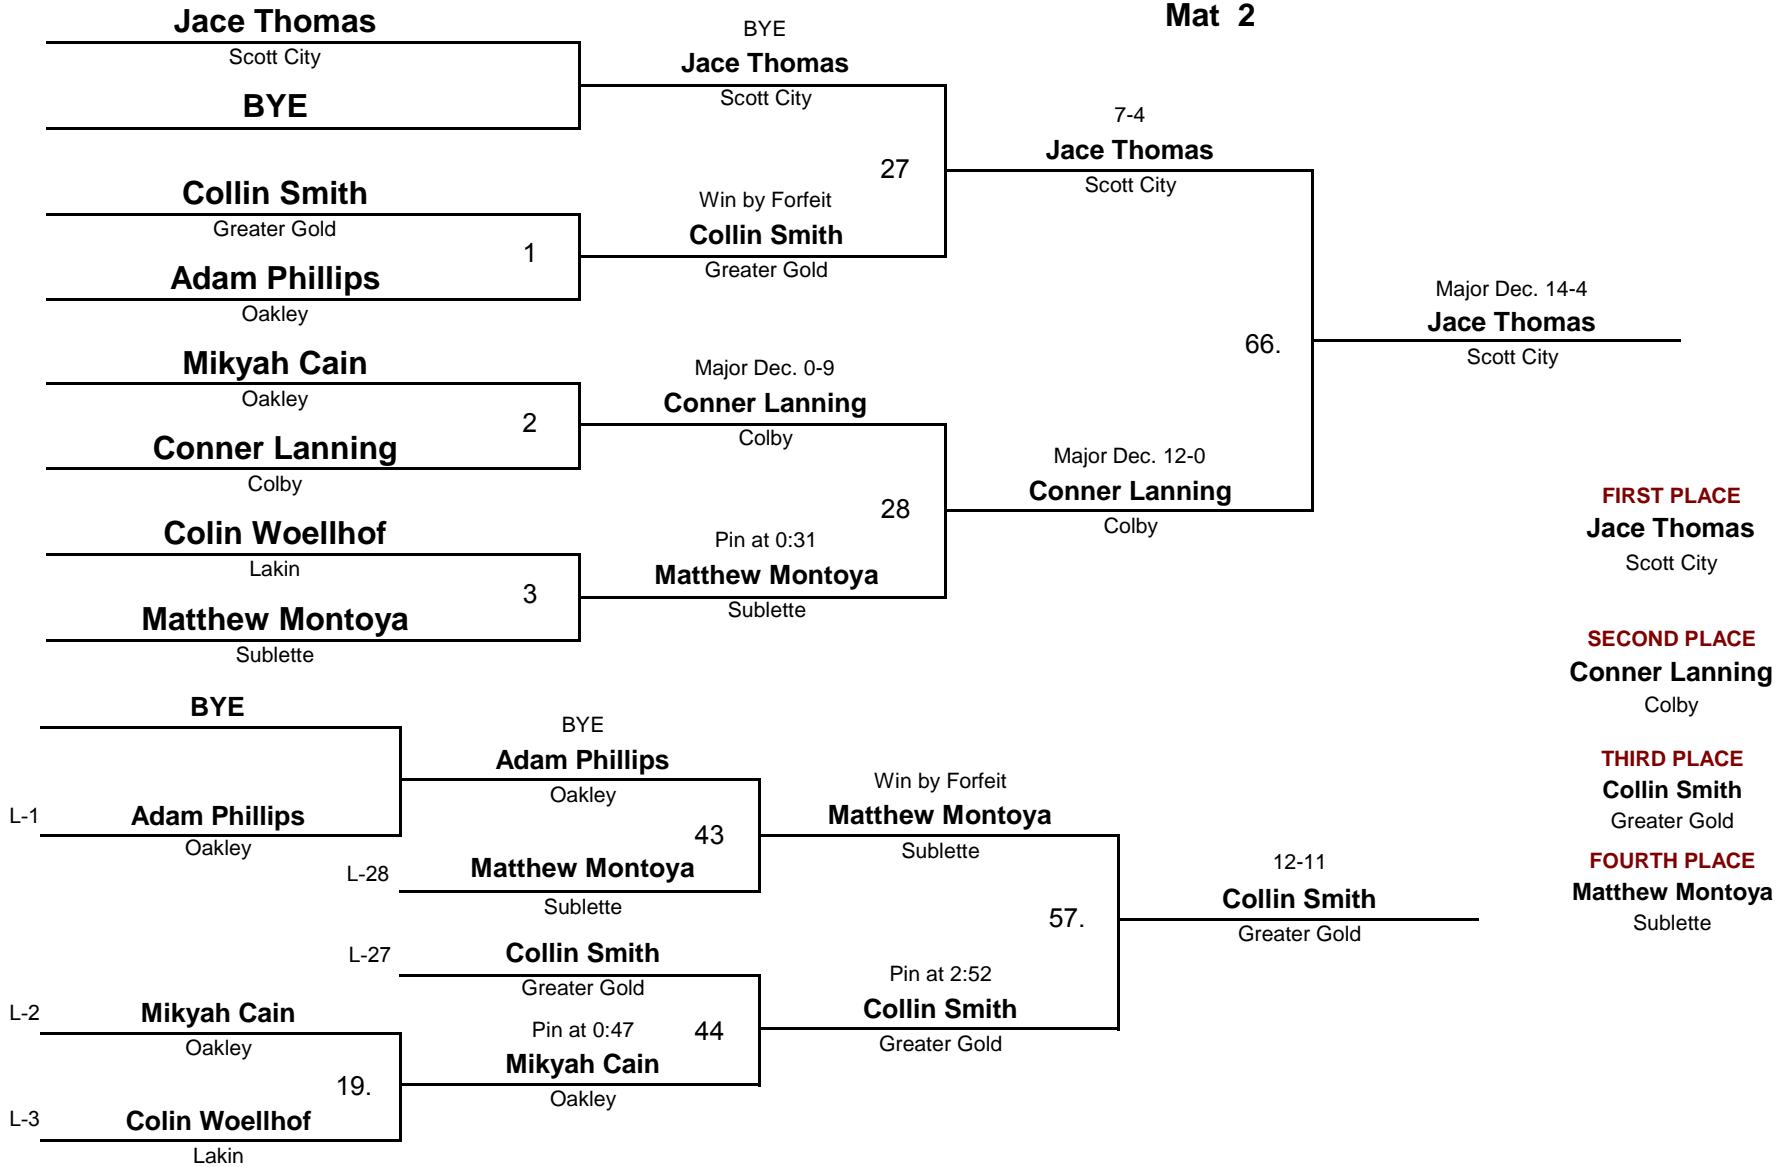 Mat 2
Jace Thomas
Scott City
BYE
Collin Smith
Greater Gold
1
Adam Phillips
Oakley
Mikyah Cain
Oakley
2
Conner Lanning
Colby
Colin Woellhof
Lakin
3
Matthew Montoya
Sublette
BYE
Jace Thomas
Scott City
27
Win by Forfeit
Collin Smith
Greater Gold
Major Dec. 0-9
Conner Lanning
Colby
28
Pin at 0:31
Matthew Montoya
Sublette
7-4
Jace Thomas
Scott City
66.
Major Dec. 12-0
Conner Lanning
Colby
Major Dec. 14-4
Jace Thomas
Scott City
FIRST PLACE
Jace Thomas
Scott City
SECOND PLACE
Conner Lanning
Colby
THIRD PLACE
Collin Smith
Greater Gold
FOURTH PLACE
Matthew Montoya
Sublette
BYE
L-1
Adam Phillips
Oakley
L-2
Mikyah Cain
Oakley
19.
L-3
Colin Woellhof
Lakin
BYE
Adam Phillips
Oakley
43
L-28
Matthew Montoya
Sublette
L-27
Collin Smith
Greater Gold
44
Pin at 0:47
Mikyah Cain
Oakley
Win by Forfeit
Matthew Montoya
Sublette
57.
Pin at 2:52
Collin Smith
Greater Gold
12-11
Collin Smith
Greater Gold